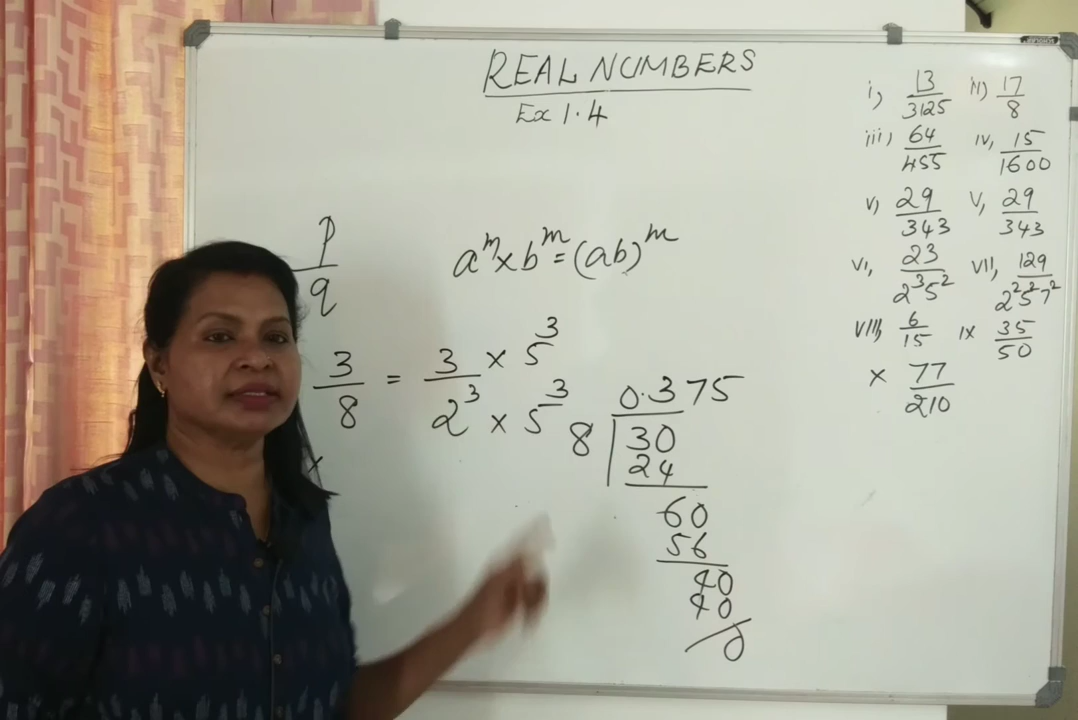 REAL NUMBERS
Ex 1.4
p
q
a^m × b^m = (ab)^m
3/8 = 3 × 5^3 / 2^3 × 5^3
×
0.375
8 | 30
24
60
56
40
40
0
i) 13/3125 ii) 17/8
iii) 64/455 iv, 15/1600
v) 29/343 v, 29/343
vi, 23/2^3 5^2 vii, 129/2^2 5^2 7^2
viii, 6/15 ix 35/50
x 77/210